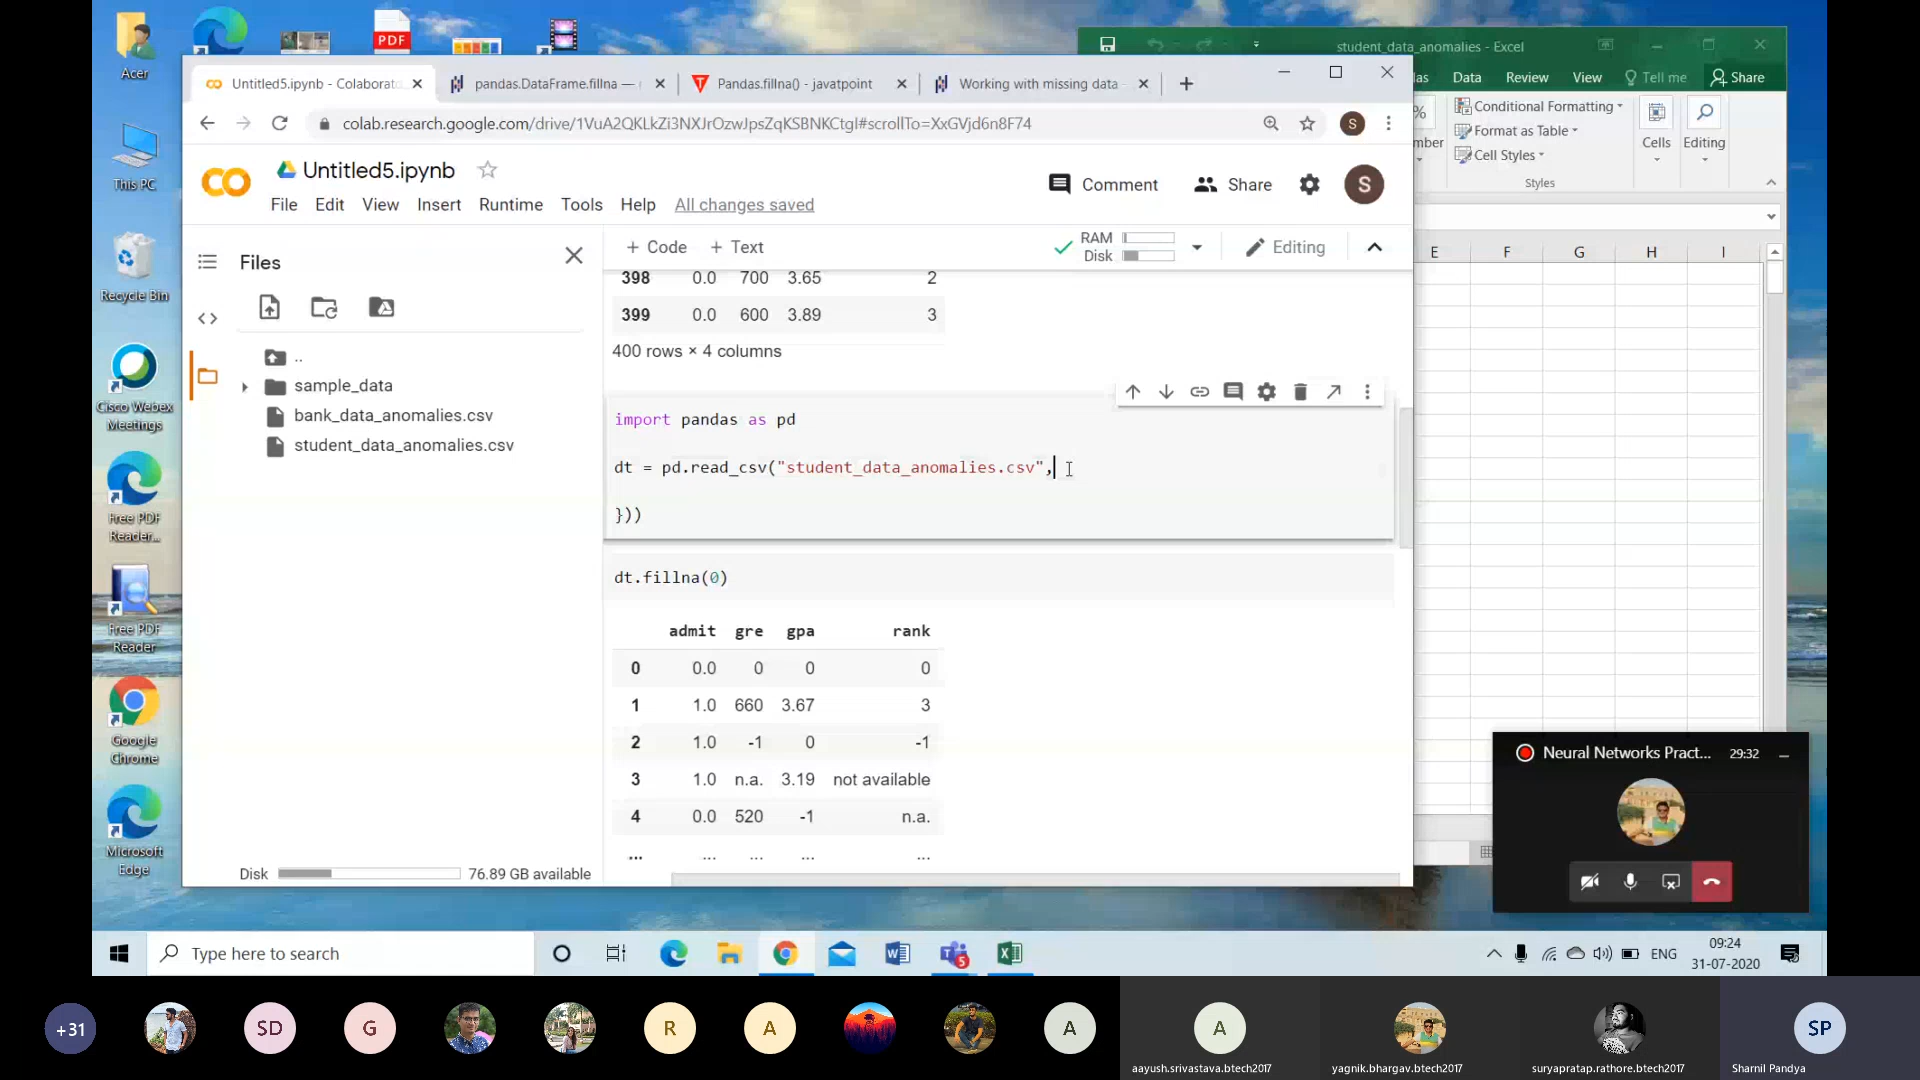 Acer
This PC
Recycle Bin
Cisco Webex
Meetings
Free PDF
Reader...
Free PDF
Reader
Google
Chrome
Microsoft
Edge
PDF
student_data_anomalies - Excel
Data Review View Tell me Share
Conditional Formatting
Format as Table
Cell Styles
Styles
Cells
Editing
E F G H I
Untitled5.ipynb - Colaborato
pandas.DataFrame.fillna —
Pandas.fillna() - javatpoint
Working with missing data
colab.research.google.com/drive/1VuA2QKLkZi3NXJrOzwJpsZqKSBNKCtgI#scrollTo=XxGVjd6n8F74
S
Untitled5.ipynb
Comment Share S
File Edit View Insert Runtime Tools Help All changes saved
Files
+ Code + Text
RAM
Disk
Editing
..
sample_data
bank_data_anomalies.csv
student_data_anomalies.csv
Disk 76.89 GB available
398 0.0 700 3.65 2
399 0.0 600 3.89 3
400 rows × 4 columns
import pandas as pd
dt = pd.read_csv("student_data_anomalies.csv",
}))
dt.fillna(0)
admit gre gpa rank
0 0.0 0 0 0
1 1.0 660 3.67 3
2 1.0 -1 0 -1
3 1.0 n.a. 3.19 not available
4 0.0 520 -1 n.a.
... ... ... ... ...
Neural Networks Pract... 29:32
Type here to search
ENG
09:24
31-07-2020
+31
SD
G
R
A
A
A
SP
aayush.srivastava.btech2017
yagnik.bhargav.btech2017
suryapratap.rathore.btech2017
Sharnil Pandya